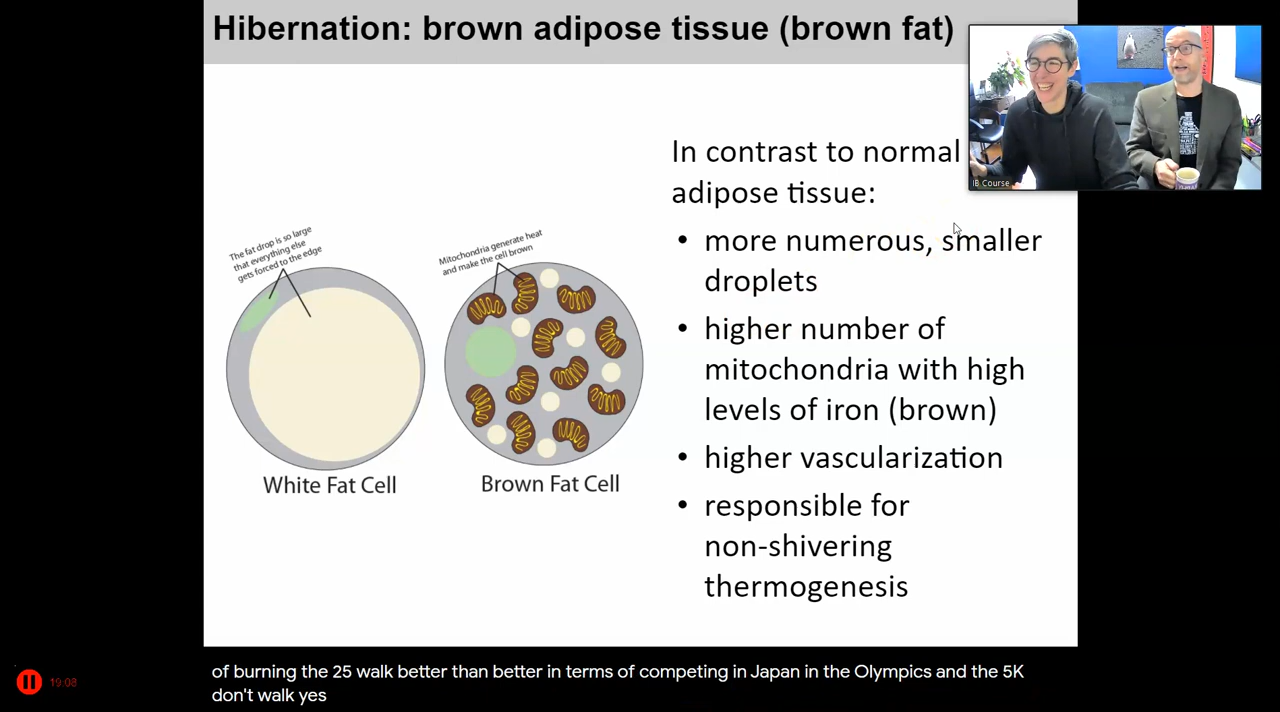 Hibernation: brown adipose tissue (brown fat)
IB Course
In contrast to normal
adipose tissue:
• more numerous, smaller
droplets
• higher number of
mitochondria with high
levels of iron (brown)
• higher vascularization
• responsible for
non-shivering
thermogenesis
The fat drop is so large
that everything else
gets forced to the edge
Mitochondria generate heat
and make the cell brown
White Fat Cell
Brown Fat Cell
19:08
of burning the 25 walk better than better in terms of competing in Japan in the Olympics and the 5K
don't walk yes